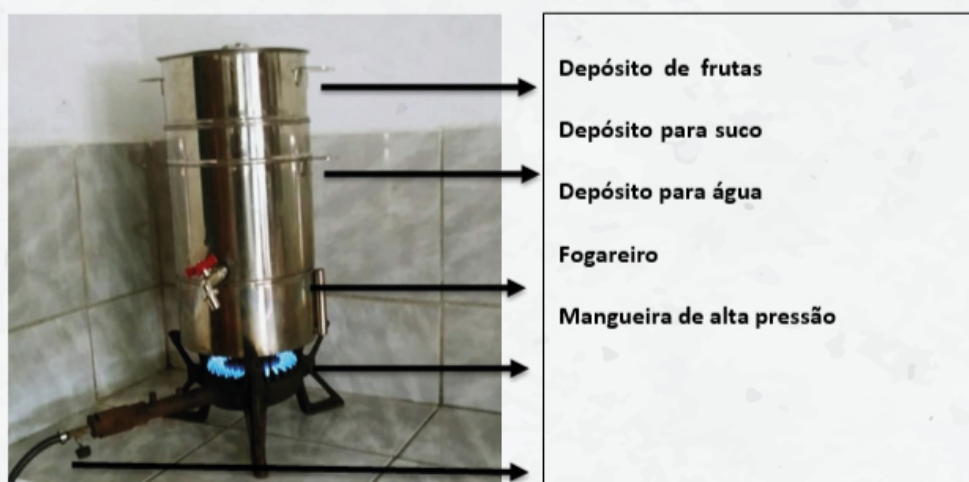 Depósito de frutas
Depósito para suco
Depósito para água
Fogareiro
Mangueira de alta pressão